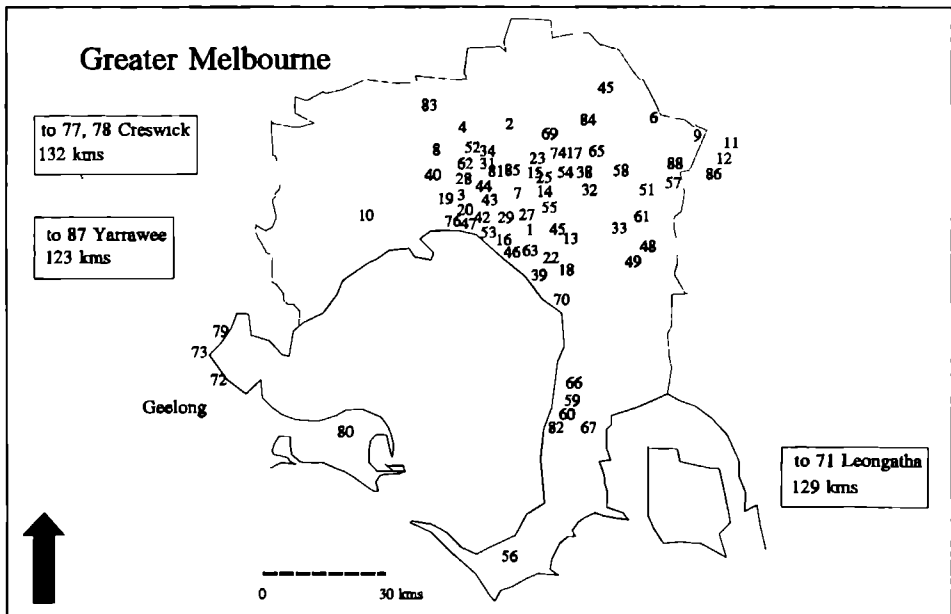 Greater Melbourne
45
83
to 77, 78 Creswick
132 kms
4 2 84 6
69 9 11
8 52 34 23 74 17 65 12
62 31 81 85 15 54 38 58 88 86
40 28 25 57
44 7 14 32 51
19 3 43
20 55
10 76 47 42 29 27 61
to 87 Yarrawee
123 kms
53 1 45 33
16 13 48
46 63 22 49
39 18
70
79
73
72
66
Geelong
59
60
82 67
80
to 71 Leongatha
129 kms
56
0 30 kms